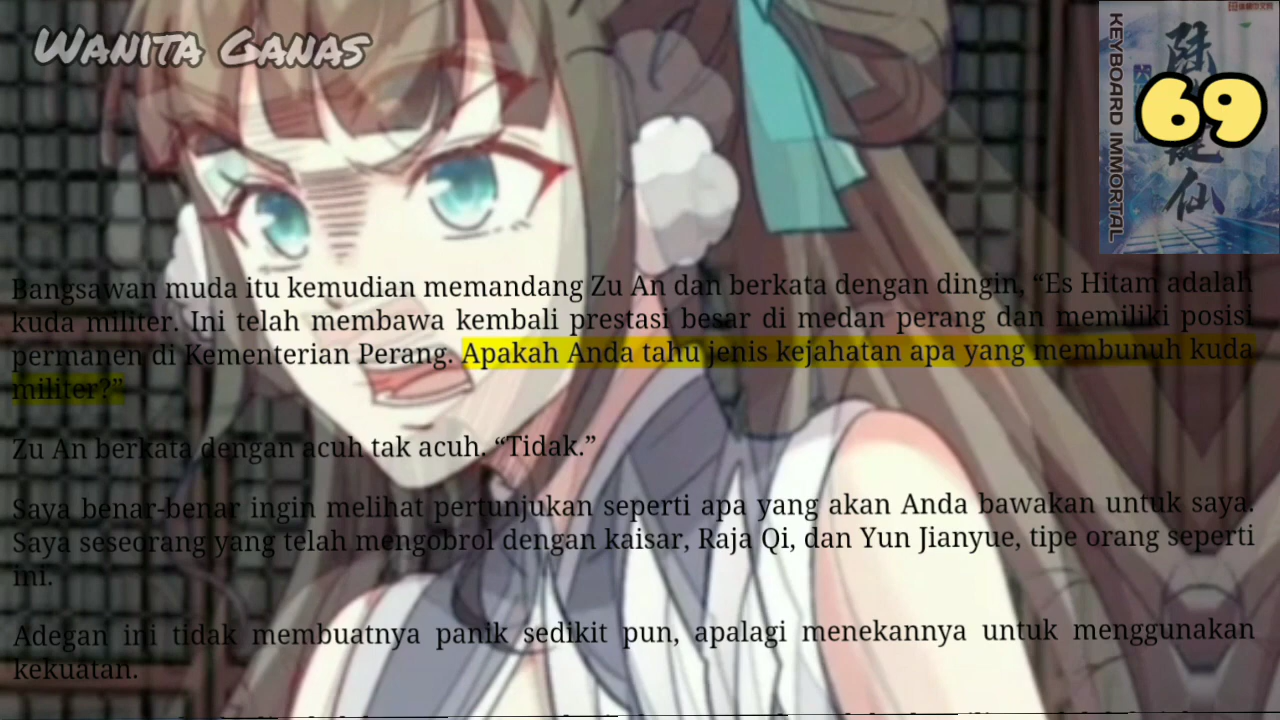 Wanita Ganas
KEYBOARD IMMORTAL
69
仙
Bangsawan muda itu kemudian memandang Zu An dan berkata dengan dingin, “Es Hitam adalah
kuda militer. Ini telah membawa kembali prestasi besar di medan perang dan memiliki posisi
permanen di Kementerian Perang. Apakah Anda tahu jenis kejahatan apa yang membunuh kuda
militer?”
Zu An berkata dengan acuh tak acuh. “Tidak.”
Saya benar-benar ingin melihat pertunjukan seperti apa yang akan Anda bawakan untuk saya.
Saya seseorang yang telah mengobrol dengan kaisar, Raja Qi, dan Yun Jianyue, tipe orang seperti
ini.
Adegan ini tidak membuatnya panik sedikit pun, apalagi menekannya untuk menggunakan
kekuatan.